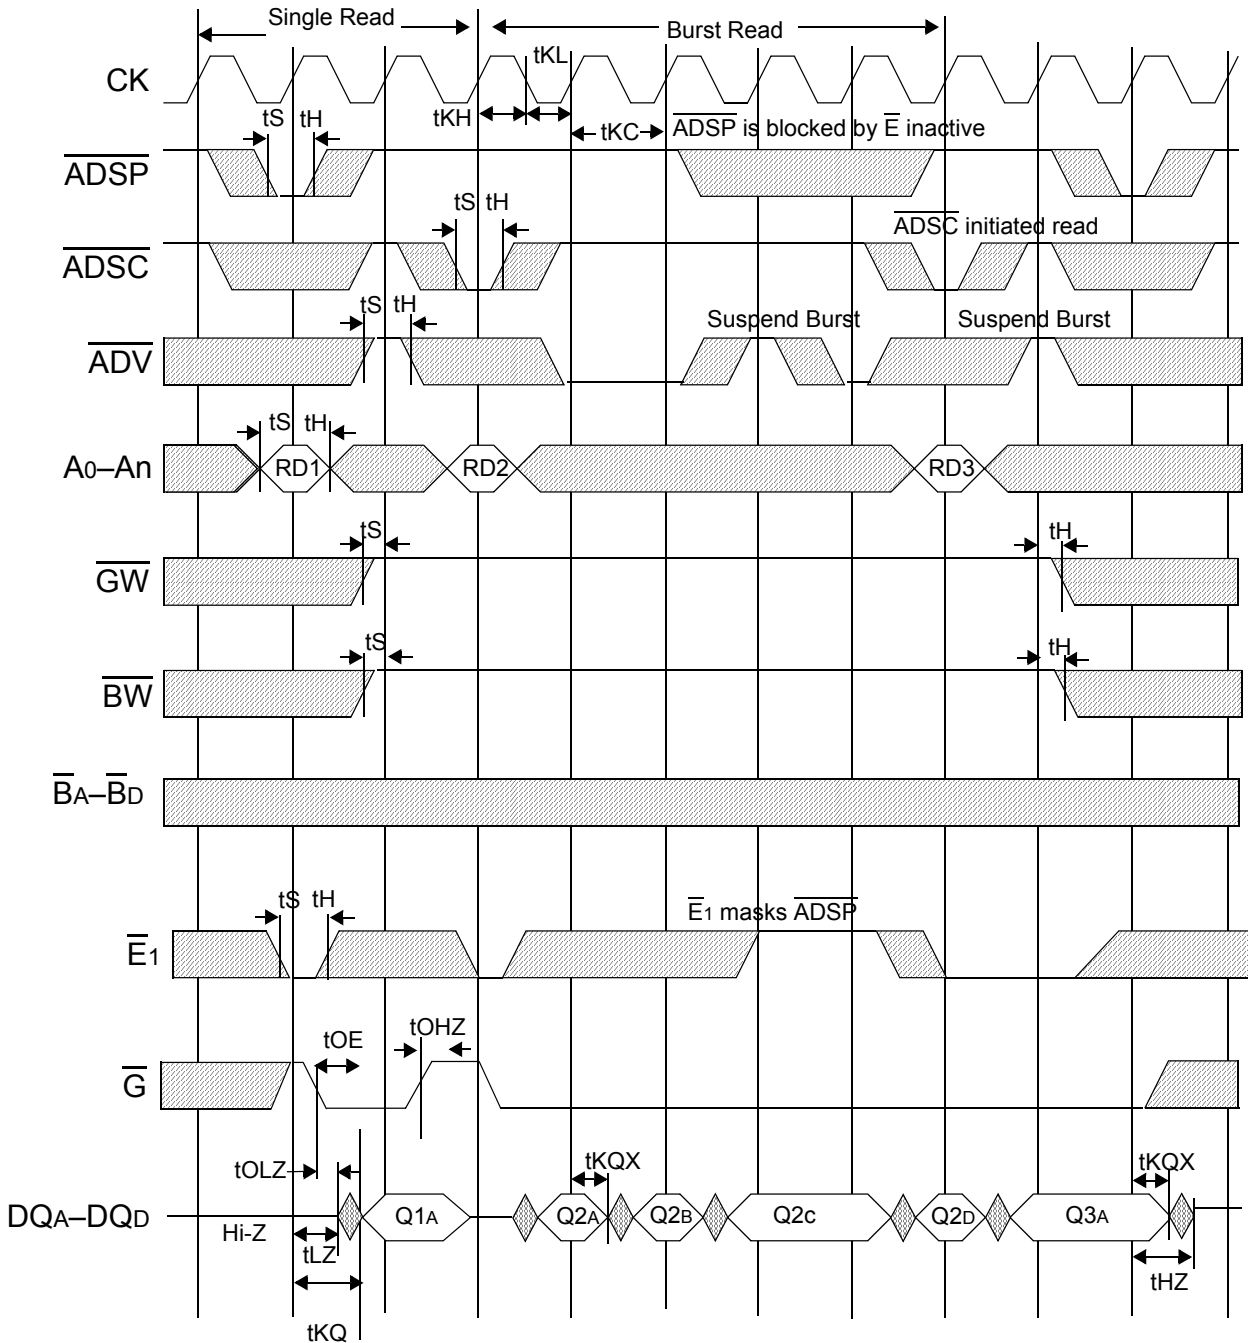 Single Read
Burst Read
tKL
CK
tKH
tKC
ADSP is blocked by E inactive
tS tH
ADSP
tS tH
ADSC initiated read
ADSC
tS tH
Suspend Burst
Suspend Burst
ADV
tS tH
A0–An
RD1
RD2
RD3
tS
tH
GW
tS
tH
BW
BA–BD
tS tH
E1 masks ADSP
E1
tOE
tOHZ
G
tOLZ
tKQX
tKQX
DQA–DQD
Q1A
Q2A
Q2B
Q2c
Q2D
Q3A
Hi-Z
tLZ
tHZ
tKQ